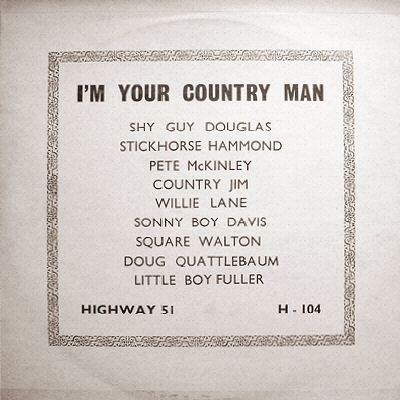 I'M YOUR COUNTRY MAN
SHY GUY DOUGLAS
STICKHORSE HAMMOND
PETE McKINLEY
COUNTRY JIM
WILLIE LANE
SONNY BOY DAVIS
SQUARE WALTON
DOUG QUATTLEBAUM
LITTLE BOY FULLER
HIGHWAY 51 H - 104